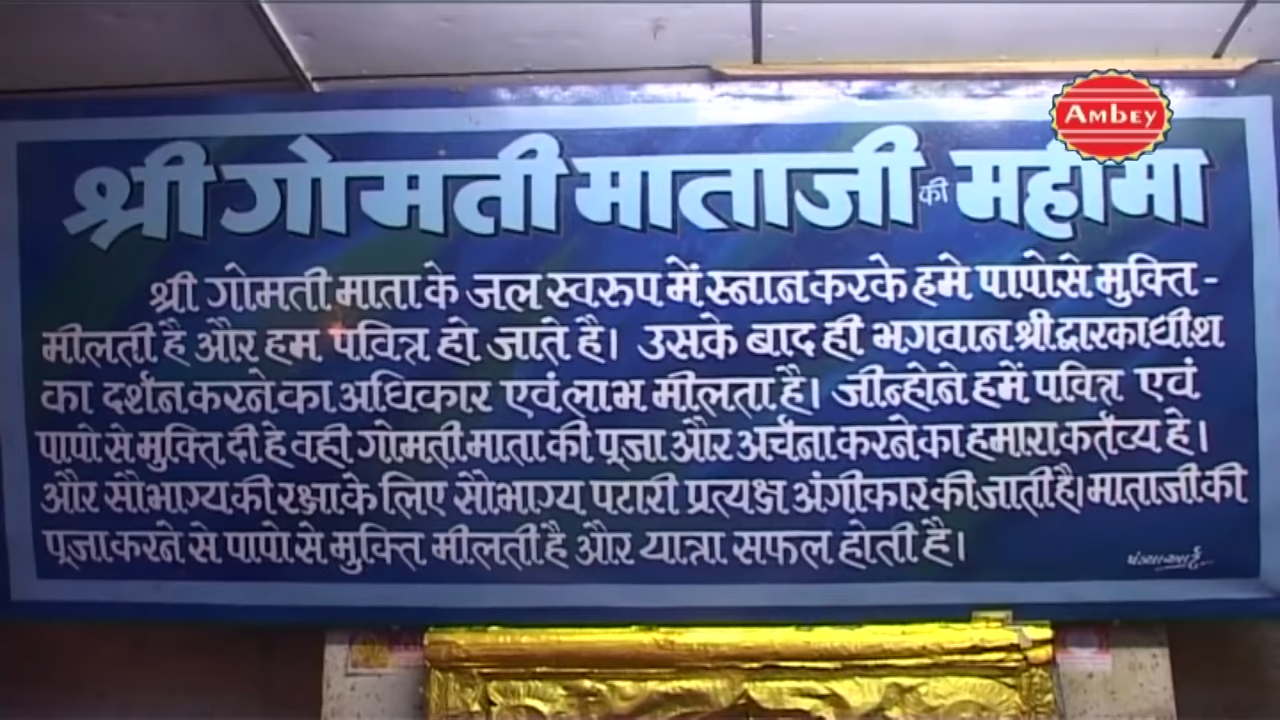 AMBEY
श्री गोमती माताजी की महीमा
श्री गोमती माता के जल स्वरुप में स्नान करके हमे पापो से मुक्ति -
मीलती है और हम पवित्र हो जाते है। उसके बाद ही भगवान श्री द्वारकाधीश
का दर्शन करने का अधिकार एवं लाभ मीलता है। जीन्होने हमें पवित्र एवं
पापो से मुक्ति दी हे वही गोमती माता की पूजा और अर्चना करने का हमारा कर्तव्य हे।
और सौभाग्य की रक्षा के लिए सौभाग्य पटारी प्रत्यक्ष अंगीकार की जाती है। माताजी की
पूजा करने से पापो से मुक्ति मीलती है और यात्रा सफल होती है।